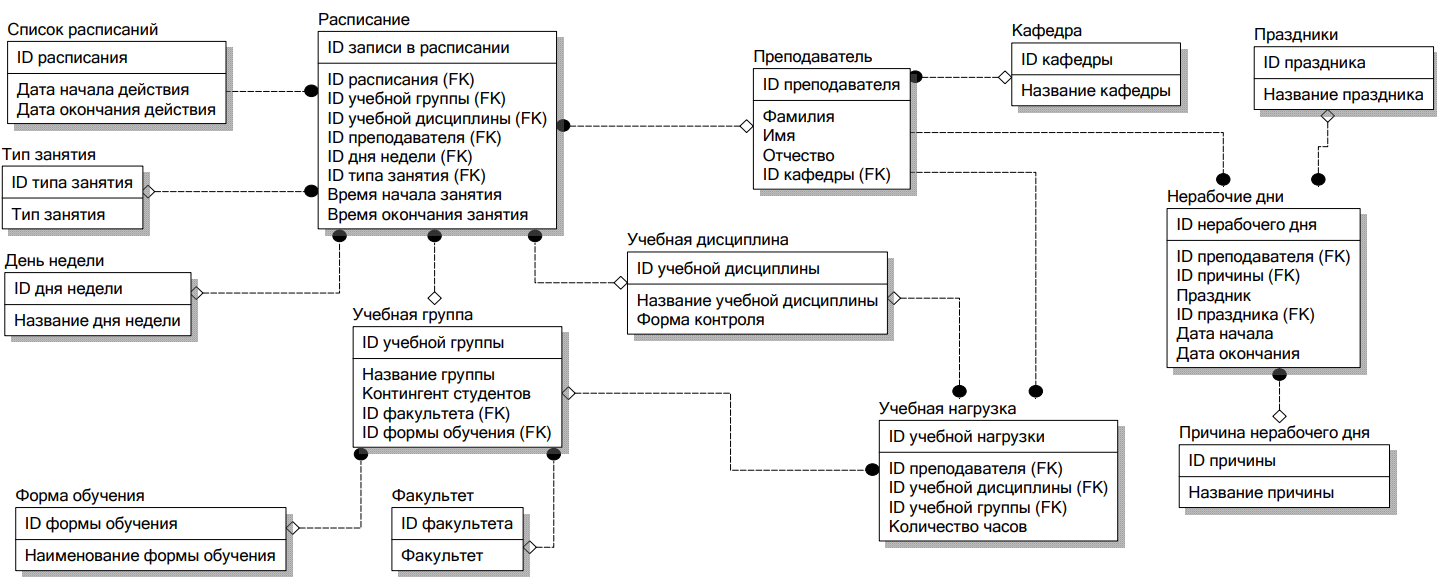 Список расписаний
ID расписания
Дата начала действия
Дата окончания действия
Расписание
ID записи в расписании
ID расписания (FK)
ID учебной группы (FK)
ID учебной дисциплины (FK)
ID преподавателя (FK)
ID дня недели (FK)
ID типа занятия (FK)
Время начала занятия
Время окончания занятия
Преподаватель
ID преподавателя
Фамилия
Имя
Отчество
ID кафедры (FK)
Кафедра
ID кафедры
Название кафедры
Праздники
ID праздника
Название праздника
Тип занятия
ID типа занятия
Тип занятия
День недели
ID дня недели
Название дня недели
Учебная дисциплина
ID учебной дисциплины
Название учебной дисциплины
Форма контроля
Нерабочие дни
ID нерабочего дня
ID преподавателя (FK)
ID причины (FK)
Праздник
ID праздника (FK)
Дата начала
Дата окончания
Учебная группа
ID учебной группы
Название группы
Контингент студентов
ID факультета (FK)
ID формы обучения (FK)
Учебная нагрузка
ID учебной нагрузки
ID преподавателя (FK)
ID учебной дисциплины (FK)
ID учебной группы (FK)
Количество часов
Причина нерабочего дня
ID причины
Название причины
Форма обучения
ID формы обучения
Наименование формы обучения
Факультет
ID факультета
Факультет